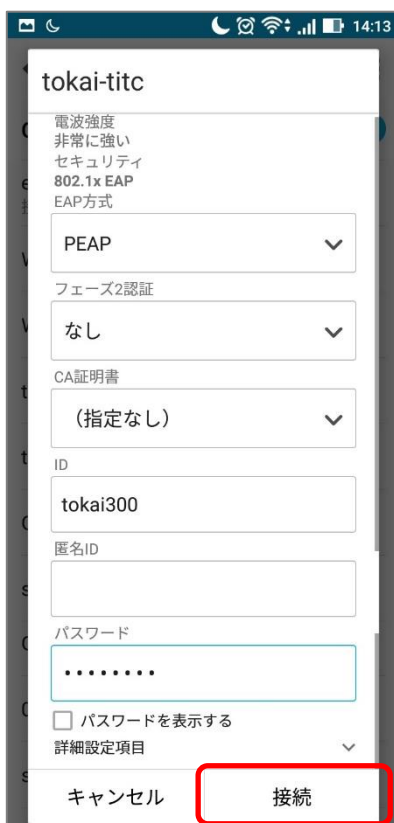 14:13
tokai-titc
電波強度
非常に強い
セキュリティ
802.1x EAP
EAP方式
PEAP
フェーズ2認証
なし
CA証明書
（指定なし）
ID
tokai300
匿名ID
パスワード
••••••••
パスワードを表示する
詳細設定項目
キャンセル
接続